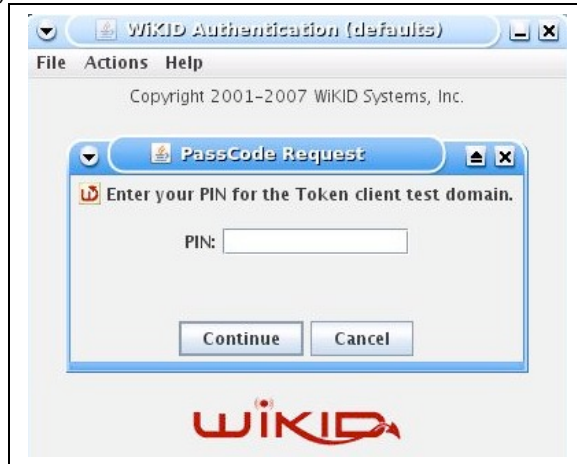 WiKID Authentication (defaults)
File Actions Help
Copyright 2001-2007 WiKID Systems, Inc.
PassCode Request
Enter your PIN for the Token client test domain.
PIN:
Continue Cancel
WiKID